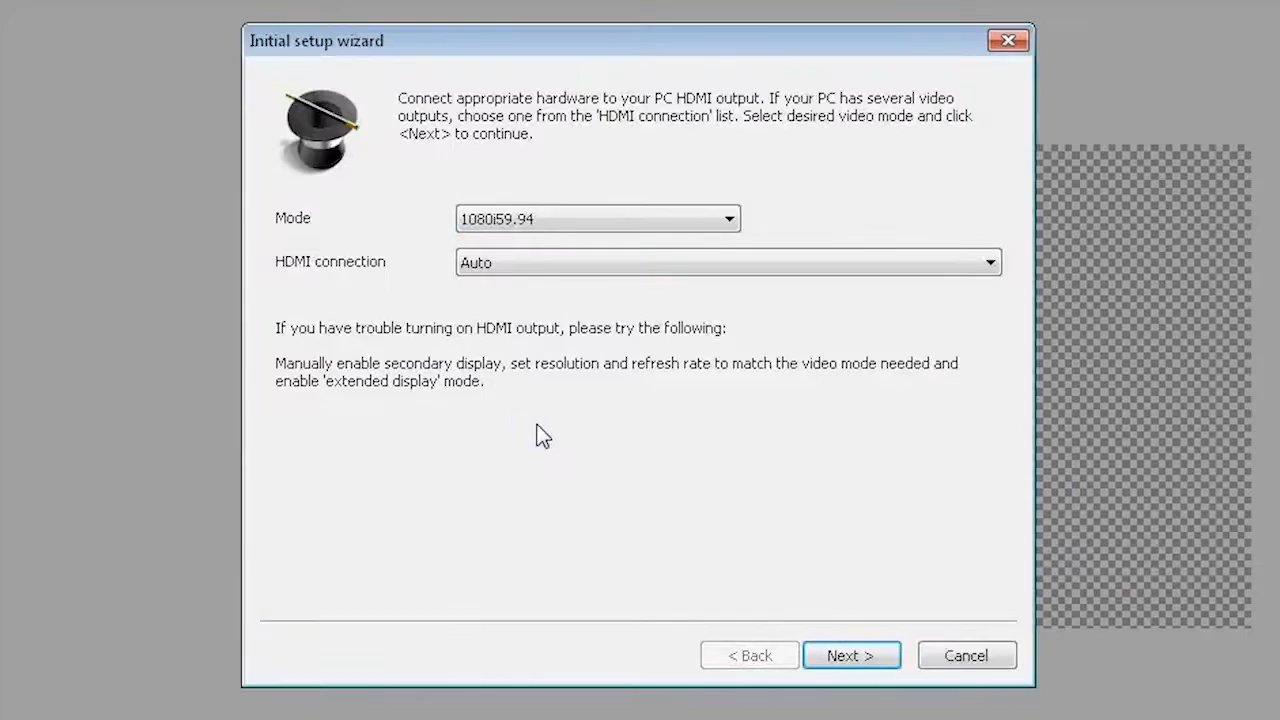 Initial setup wizard
Connect appropriate hardware to your PC HDMI output. If your PC has several video
outputs, choose one from the 'HDMI connection' list. Select desired video mode and click
<Next> to continue.
Mode
1080i59.94
HDMI connection
Auto
If you have trouble turning on HDMI output, please try the following:
Manually enable secondary display, set resolution and refresh rate to match the video mode needed and
enable 'extended display' mode.
< Back
Next >
Cancel